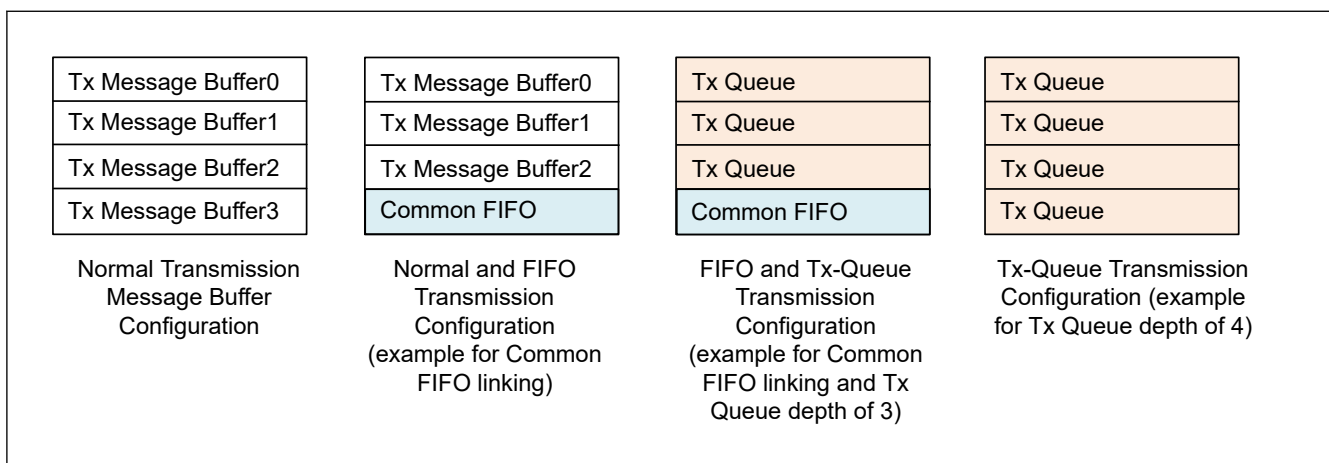 Tx Message Buffer0
Tx Message Buffer1
Tx Message Buffer2
Tx Message Buffer3
Normal Transmission
Message Buffer
Configuration
Tx Message Buffer0
Tx Message Buffer1
Tx Message Buffer2
Common FIFO
Normal and FIFO
Transmission
Configuration
(example for Common
FIFO linking)
Tx Queue
Tx Queue
Tx Queue
Common FIFO
FIFO and Tx-Queue
Transmission
Configuration
(example for Common
FIFO linking and Tx
Queue depth of 3)
Tx Queue
Tx Queue
Tx Queue
Tx Queue
Tx-Queue Transmission
Configuration (example
for Tx Queue depth of 4)